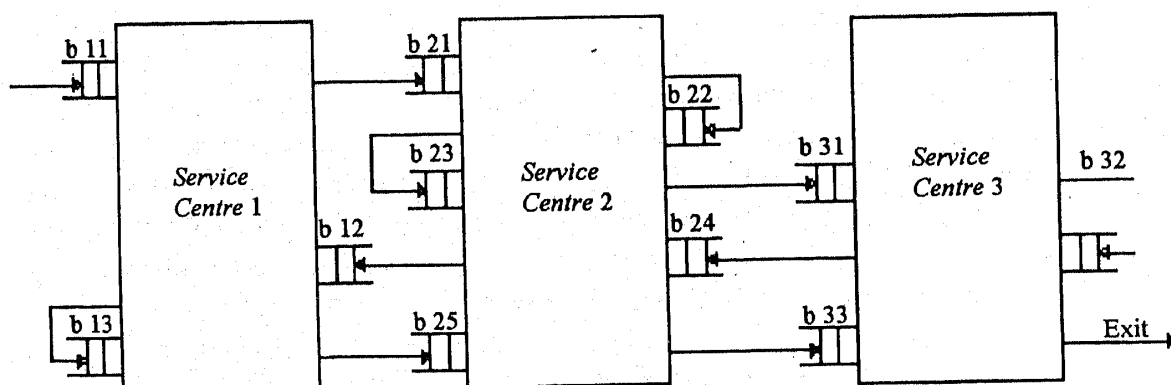 b 11
b 21
b 22
b 23
b 31
b 32
Service
Centre 1
Service
Centre 2
Service
Centre 3
b 12
b 24
b 13
b 25
b 33
Exit